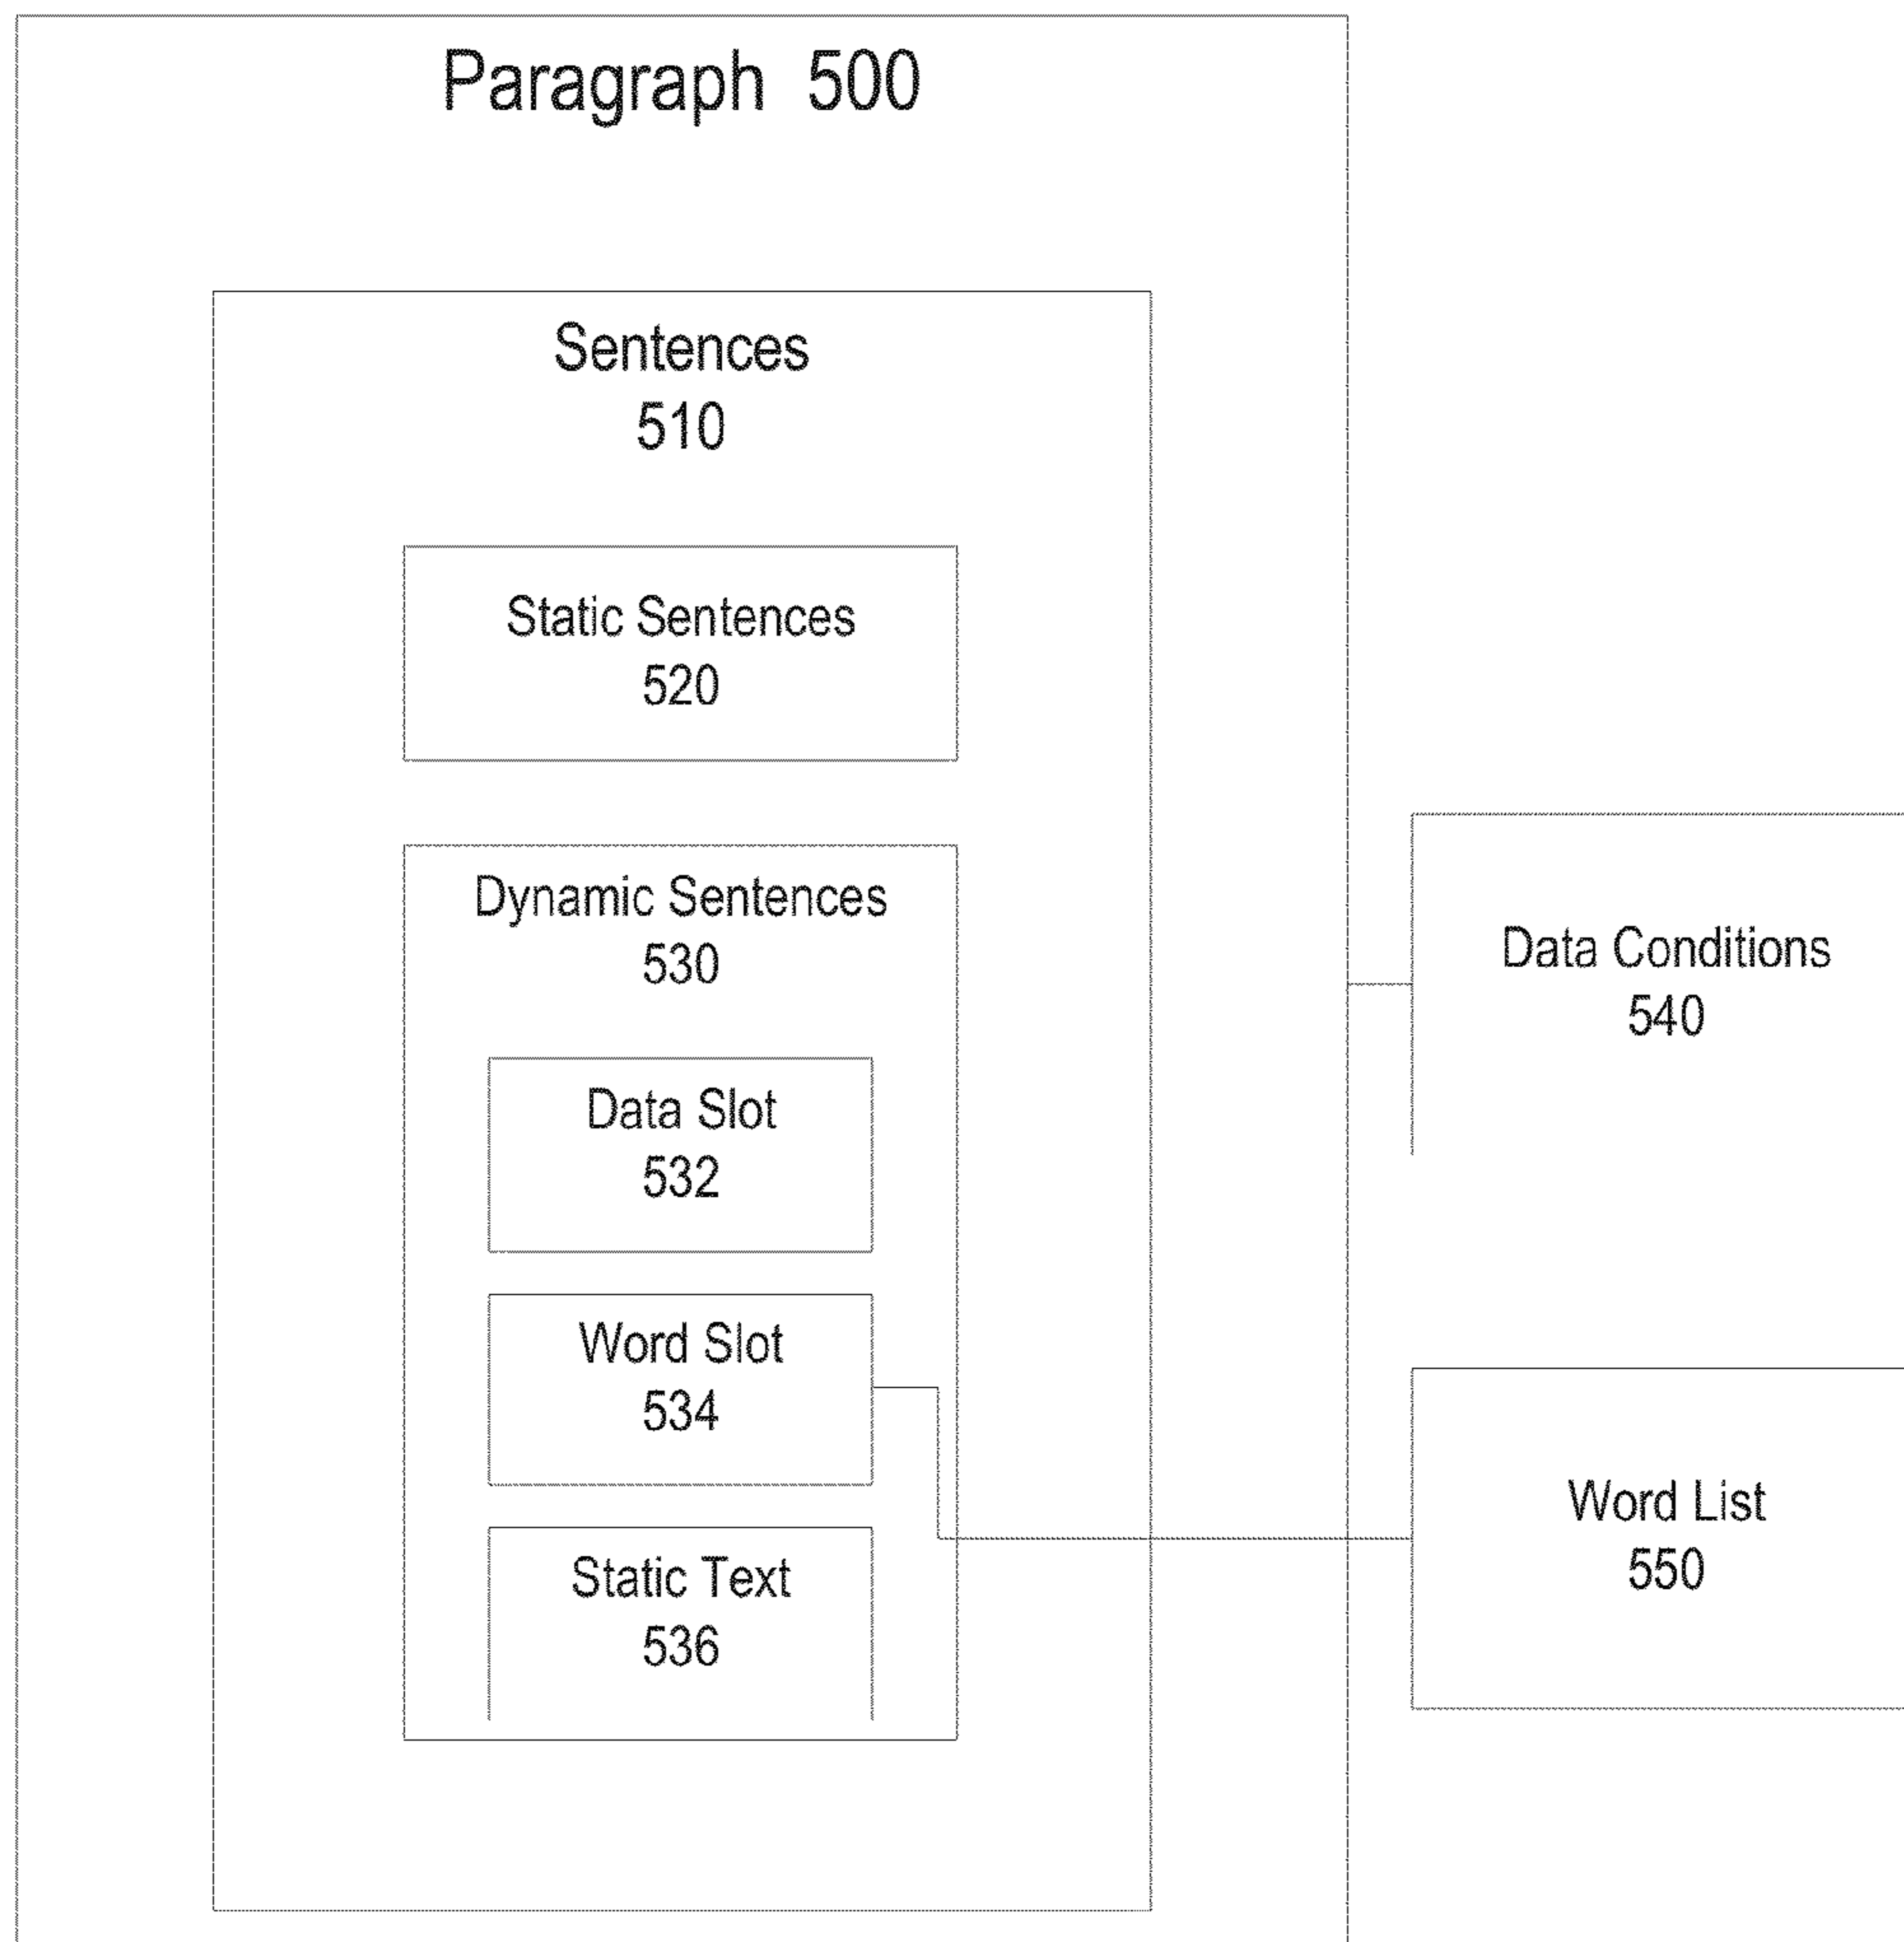 Paragraph 500
Sentences
510
Static Sentences
520
Dynamic Sentences
530
Data Slot
532
Word Slot
534
Static Text
536
Data Conditions
540
Word List
550